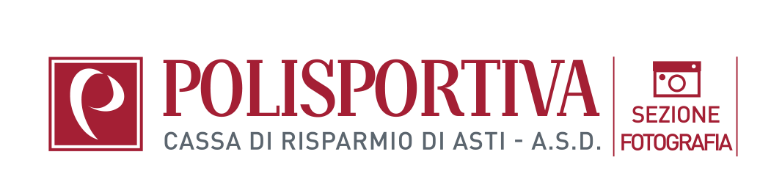 POLISPORTIVA
CASSA DI RISPARMIO DI ASTI - A.S.D.
SEZIONE
FOTOGRAFIA